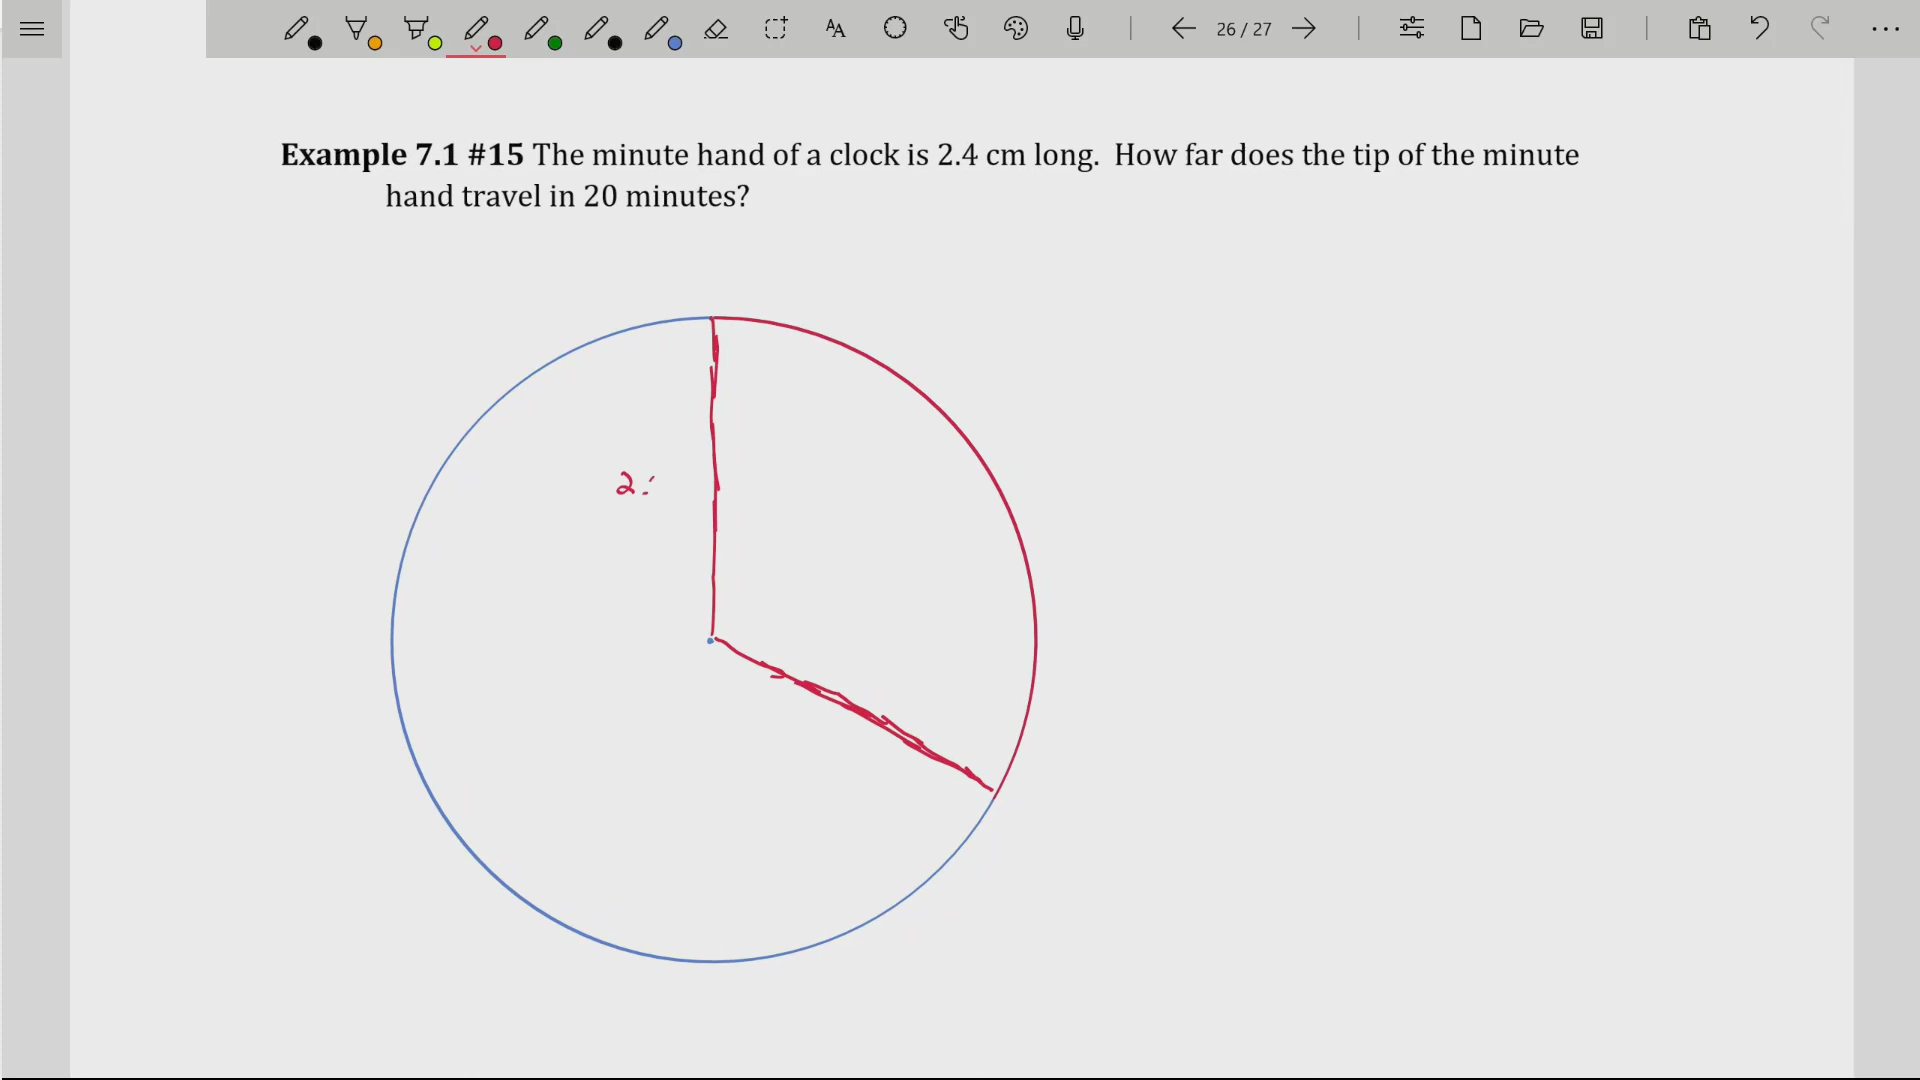 26 / 27
Example 7.1 #15 The minute hand of a clock is 2.4 cm long. How far does the tip of the minute
hand travel in 20 minutes?
2.